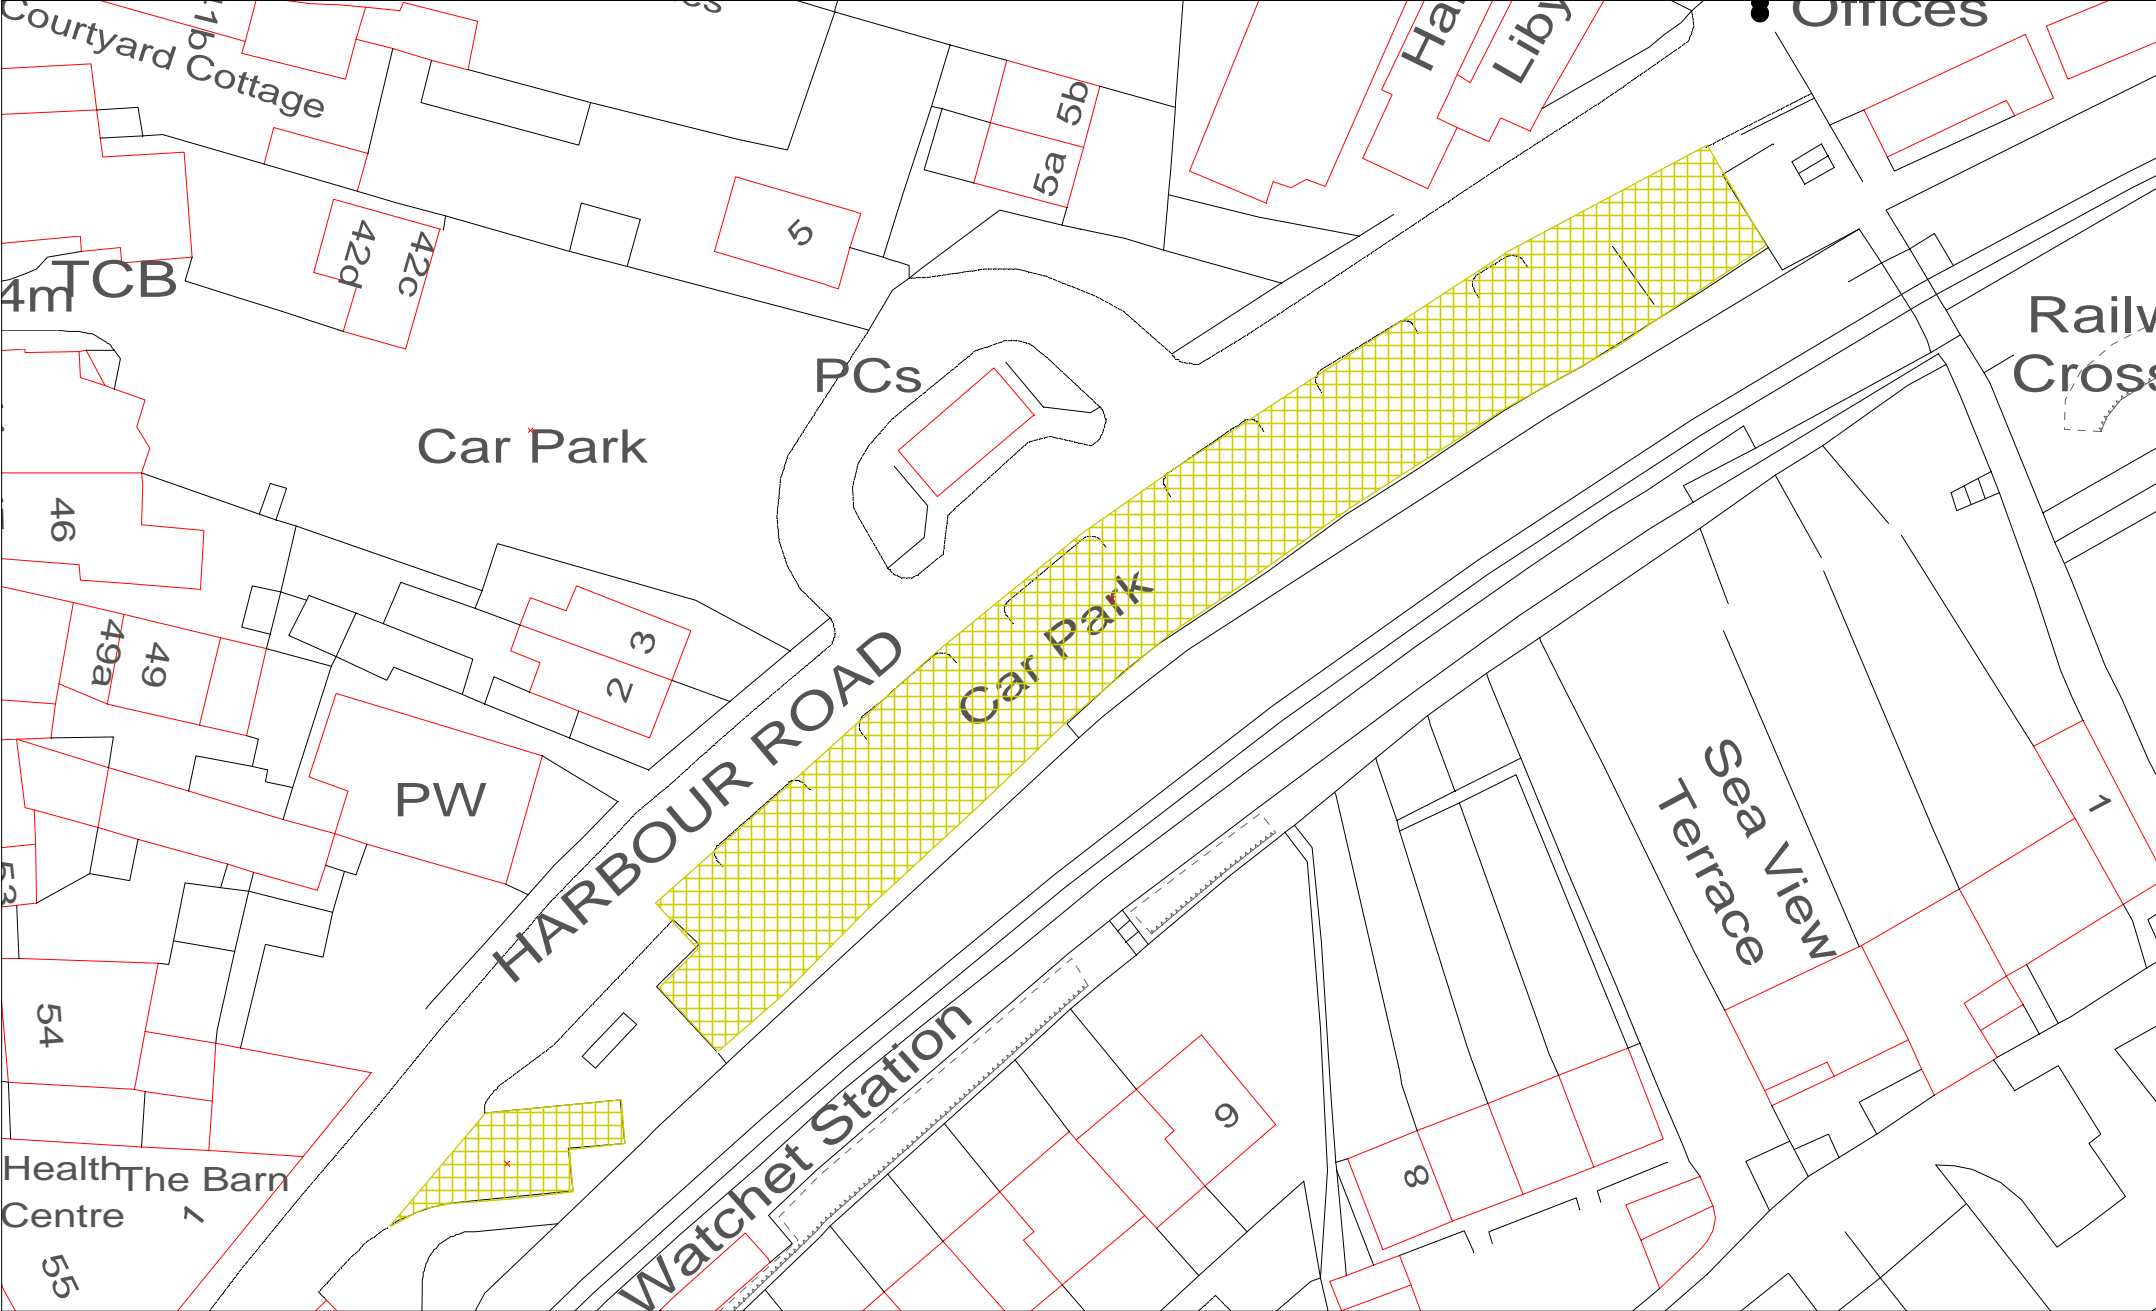 Courtyard Cottage
Offices
5b
5a
5
42d
42c
TCB
4m
PCs
Car Park
46
49a
49
3
2
PW
HARBOUR ROAD
Car Park
Sea View
Terrace
1
53
54
Health
Centre
The Barn
1
55
Watchet Station
9
8